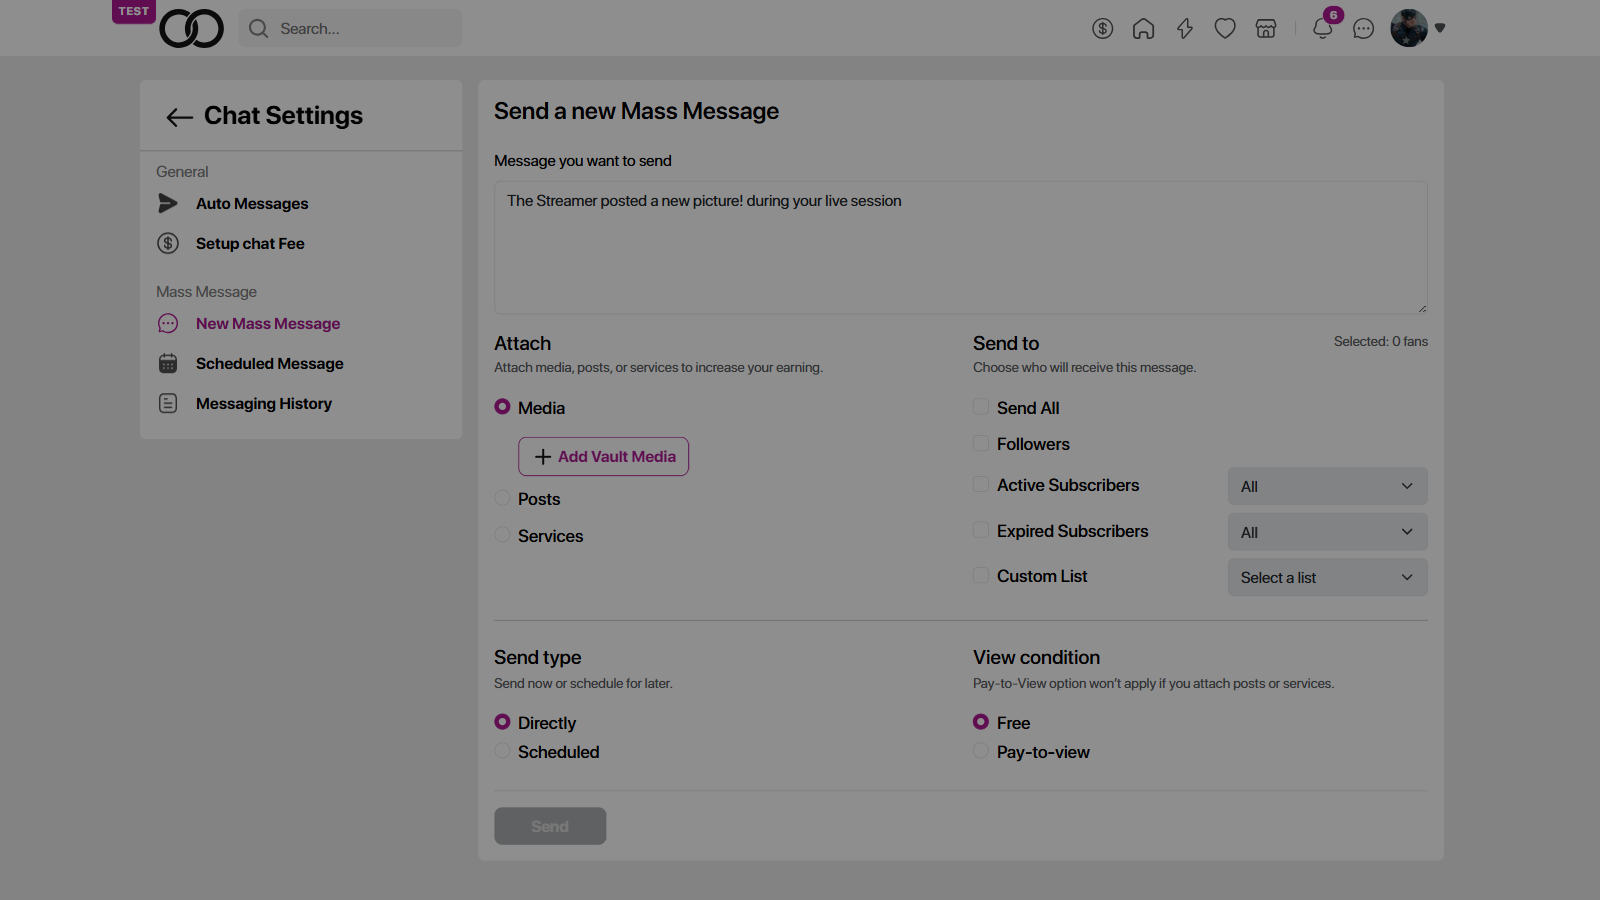 TEST
Search...
6
Chat Settings
General
Auto Messages
Setup chat Fee
Mass Message
New Mass Message
Scheduled Message
Messaging History
Send a new Mass Message
Message you want to send
The Streamer posted a new picture! during your live session
Attach
Attach media, posts, or services to increase your earning.
Media
Add Vault Media
Posts
Services
Send to
Selected: 0 fans
Choose who will receive this message.
Send All
Followers
Active Subscribers
All
Expired Subscribers
All
Custom List
Select a list
Send type
Send now or schedule for later.
Directly
Scheduled
View condition
Pay-to-View option won't apply if you attach posts or services.
Free
Pay-to-view
Send